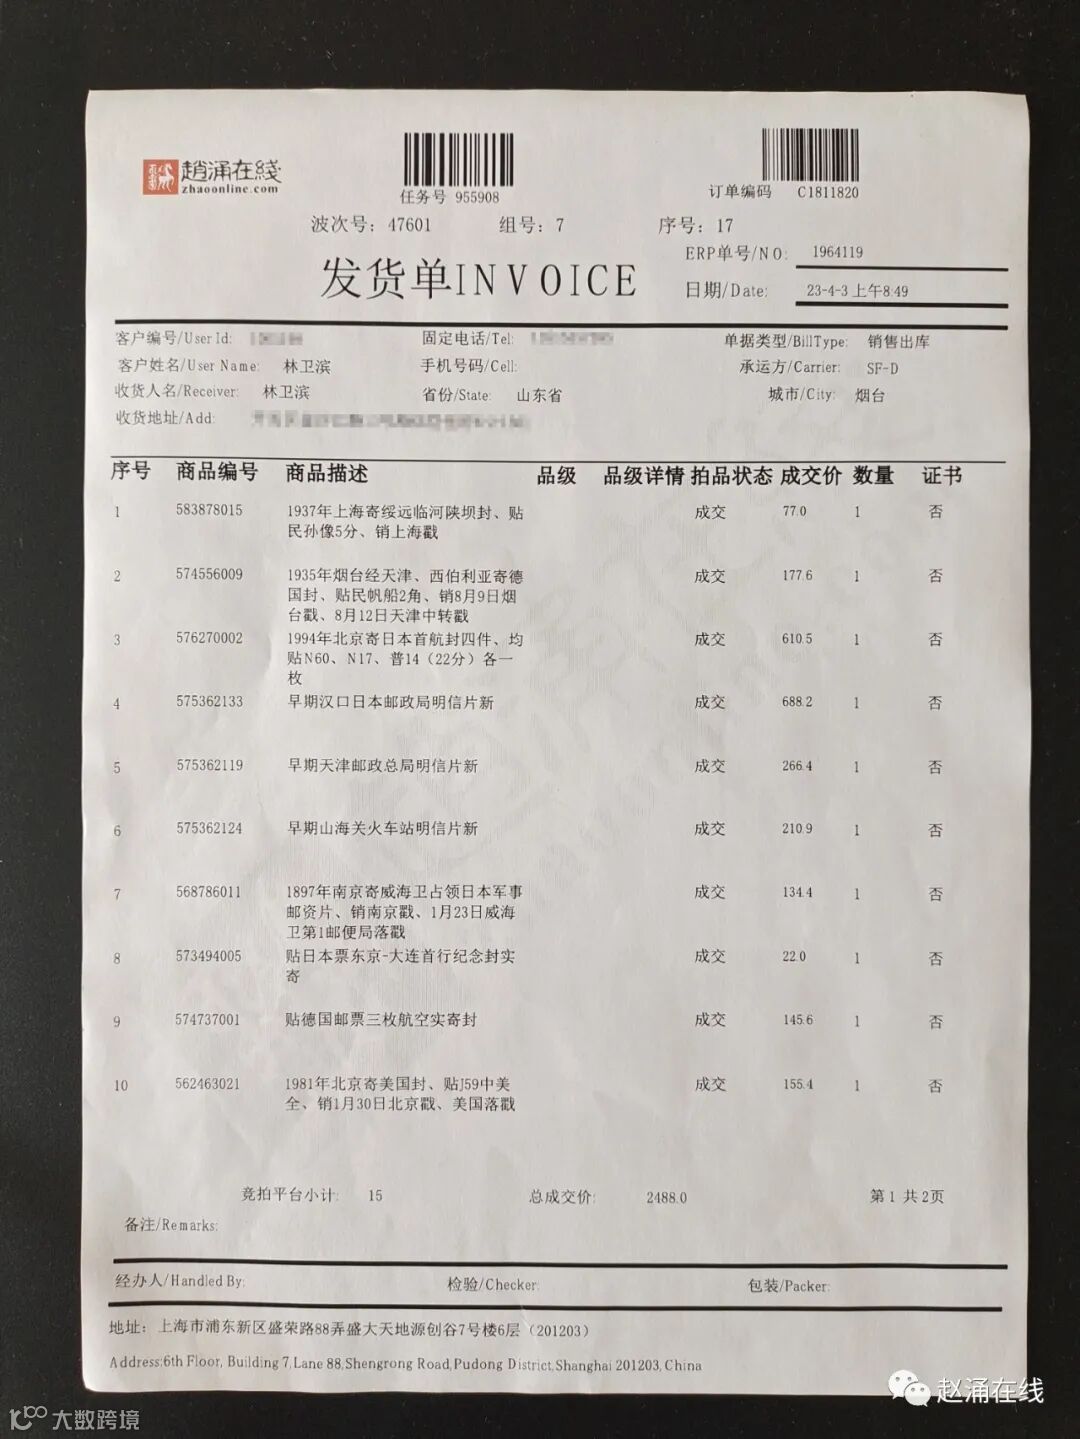 趙涌在綫
zhaoonline.com
任务号 955908
订单编码 C1811820
波次号: 47601 组号: 7 序号: 17
ERP单号/NO: 1964119
发货单INVOICE
日期/Date: 23-4-3 上午8:49
客户编号/User Id: 固定电话/Tel: 单据类型/BillType: 销售出库
客户姓名/User Name: 林卫滨 手机号码/Cell: 承运方/Carrier: SF-D
收货人名/Receiver: 林卫滨 省份/State: 山东省 城市/City: 烟台
收货地址/Add:
序号 商品编号 商品描述 品级 品级详情 拍品状态 成交价 数量 证书
1 583878015 1937年上海寄绥远临河陕坝封、贴 成交 77.0 1 否
民孙像5分、销上海戳
2 574556009 1935年烟台经天津、西伯利亚寄德 成交 177.6 1 否
国封、贴民帆船2角、销8月9日烟
台戳、8月12日天津中转戳
3 576270002 1994年北京寄日本首航封四件、均 成交 610.5 1 否
贴N60、N17、普14（22分）各一
枚
4 575362133 早期汉口日本邮政局明信片新 成交 688.2 1 否
5 575362119 早期天津邮政总局明信片新 成交 266.4 1 否
6 575362124 早期山海关火车站明信片新 成交 210.9 1 否
7 568786011 1897年南京寄威海卫占领日本军事 成交 134.4 1 否
邮资片、销南京戳、1月23日威海
卫第1邮便局落戳
8 573494005 贴日本票东京-大连首行纪念封实 成交 22.0 1 否
寄
9 574737001 贴德国邮票三枚航空实寄封 成交 145.6 1 否
10 562463021 1981年北京寄美国封、贴J59中美 成交 155.4 1 否
全、销1月30日北京戳、美国落戳
竞拍平台小计: 15 总成交价: 2488.0 第1 共2页
备注/Remarks:
经办人/Handled By: 检验/Checker: 包装/Packer:
地址: 上海市浦东新区盛荣路88弄盛大天地源创谷7号楼6层（201203）
Address:6th Floor, Building 7,Lane 88,Shengrong Road,Pudong District,Shanghai 201203,China
赵涌在线
大数跨境